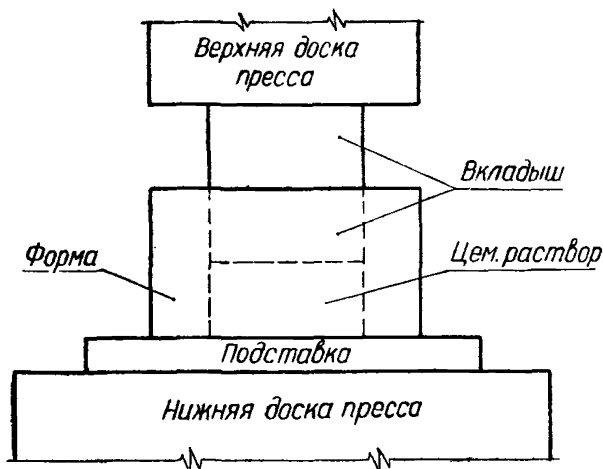 Верхняя доска
пресса
Вкладыш
Форма
Цем. раствор
Подставка
Нижняя доска пресса